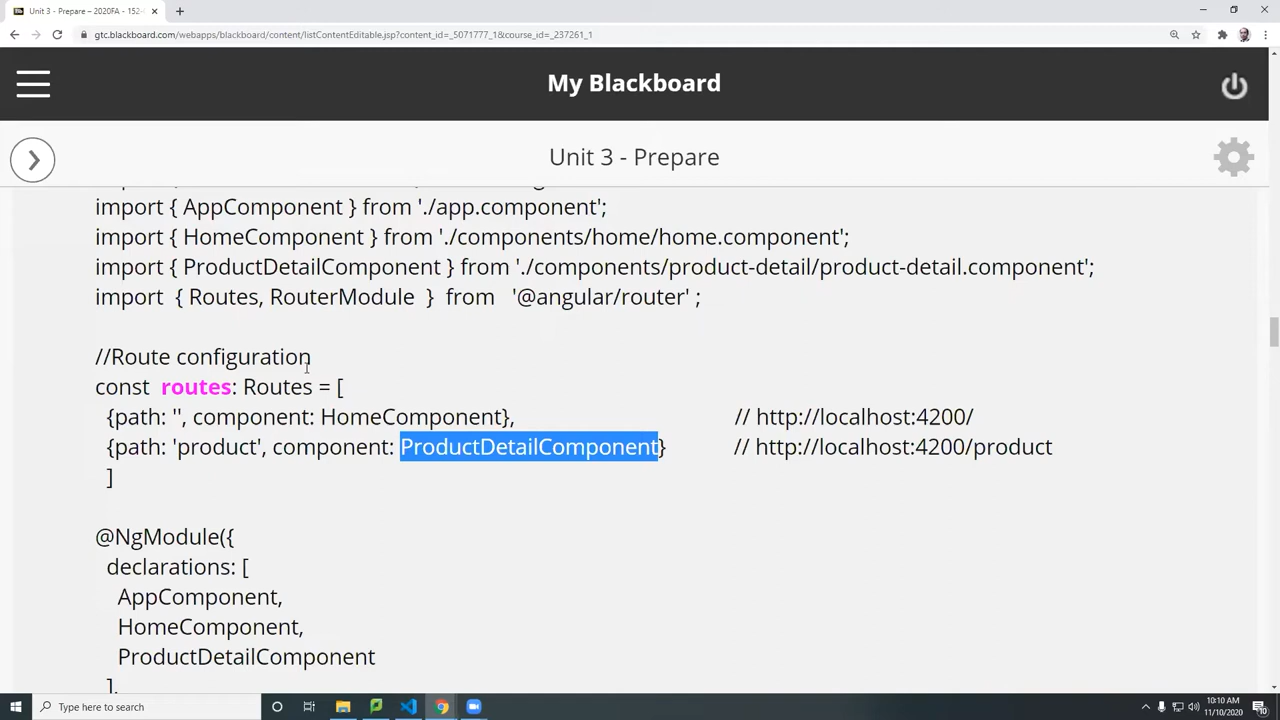 Unit 3 - Prepare – 2020FA - 152-
gtc.blackboard.com/webapps/blackboard/content/listContentEditable.jsp?content_id=_5071777_1&course_id=_237261_1
My Blackboard
Unit 3 - Prepare
import { AppComponent } from './app.component';
import { HomeComponent } from './components/home/home.component';
import { ProductDetailComponent } from './components/product-detail/product-detail.component';
import { Routes, RouterModule } from '@angular/router' ;
//Route configuration
const routes: Routes = [
{path: '', component: HomeComponent}, // http://localhost:4200/
{path: 'product', component: ProductDetailComponent} // http://localhost:4200/product
]
@NgModule({
declarations: [
AppComponent,
HomeComponent,
ProductDetailComponent
],
Type here to search
10:10 AM
11/10/2020